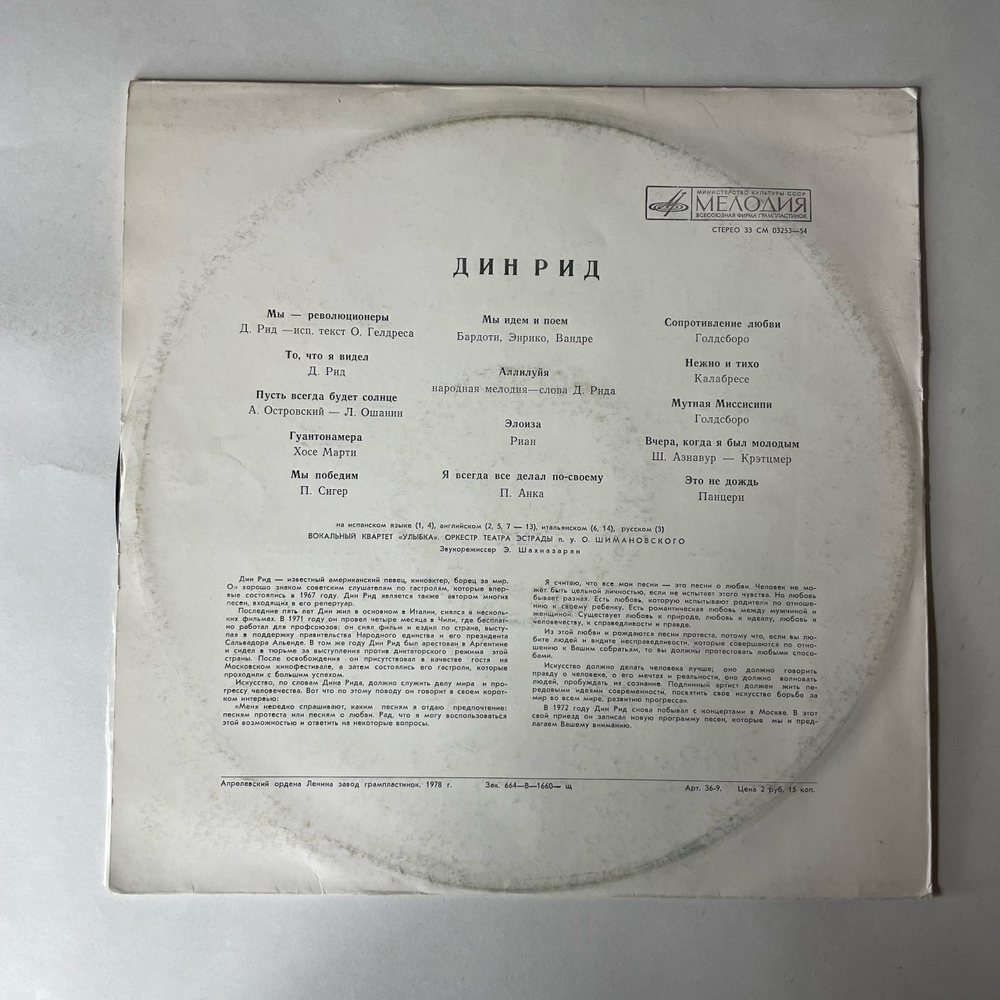 МИНИСТЕРСТВО КУЛЬТУРЫ СССР
МЕЛОДИЯ
ВСЕСОЮЗНАЯ ФИРМА ГРАМПЛАСТИНОК
СТЕРЕО 33 СМ 03253—54
ДИН РИД
Мы — революционеры
Д. Рид —исп. текст О. Гелдреса
То, что я видел
Д. Рид
Пусть всегда будет солнце
А. Островский — Л. Ошанин
Гуантонамера
Хосе Марти
Мы победим
П. Сигер
Мы идем и поем
Бардоти, Энрико, Вандре
Аллилуйя
народная мелодия—слова Д. Рида
Элоиза
Риан
Я всегда все делал по-своему
П. Анка
Сопротивление любви
Голдсборо
Нежно и тихо
Калабресе
Мутная Миссисипи
Голдсборо
Вчера, когда я был молодым
Ш. Азнавур — Крэтцмер
Это не дождь
Панцери
на испанском языке (1, 4), английском (2, 5, 7 — 13), итальянском (6, 14), русском (3)
ВОКАЛЬНЫЙ КВАРТЕТ «УЛЫБКА». ОРКЕСТР ТЕАТРА ЭСТРАДЫ п. у. О. ШИМАНОВСКОГО
Звукорежиссер Э. Шахназарян
Дин Рид — известный американский певец, киноактер, борец за мир.
Он хорошо знаком советским слушателям по гастролям, которые впер-
вые состоялись в 1967 году. Дин Рид является также автором многих
песен, входящих в его репертуар.
Последние пять лет Дин жил в основном в Италии, снялся в несколь-
ких фильмах. В 1971 году он провел четыре месяца в Чили, где бесплат-
но работал для профсоюзов: он снял фильм и ездил по стране, высту-
пая в поддержку правительства Народного единства и его президента
Сальвадора Альенде. В том же году Дин Рид был арестован в Аргентине
и сидел в тюрьме за выступления против диктаторского режима этой
страны. После освобождения он присутствовал в качестве гостя на
Московском кинофестивале, а затем состоялись его гастроли, которые
проходили с большим успехом.
Искусство, по словам Дина Рида, должно служить делу мира и про-
грессу человечества. Вот что по этому поводу он говорит в своем корот-
ком интервью:
«Меня нередко спрашивают, каким песням я отдаю предпочтение:
песням протеста или песням о любви. Рад, что я могу воспользоваться
этой возможностью и ответить на некоторые вопросы.
Я считаю, что все мои песни — это песни о любви. Человек не мо-
жёт быть цельной личностью, если не испытает этого чувства. Но любовь
бывает разная. Есть любовь, которую испытывают родители по отноше-
нию к своему ребенку. Есть романтическая любовь между мужчиной и
женщиной. Существует любовь к природе, любовь к идеалу, любовь к
человечеству, к справедливости и правде.
Из этой любви и рождаются песни протеста, потому что, если вы лю-
бите людей и видите несправедливости, которые совершаются по отно-
шению к Вашим собратьям, то вы должны протестовать любыми спосо-
бами.
Искусство должно делать человека лучше; оно должно говорить
правду о человеке, о его мечтах и реальности, оно должно волновать
людей, пробуждать их сознание. Подлинный артист должен жить пе-
редовыми идеями современности, посвятить свое искусство борьбе за
мир во всем мире, развитию прогресса».
В 1972 году Дин Рид снова побывал с концертами в Москве. В этот
свой приезд он записал новую программу песен, которые мы и пред-
лагаем Вашему вниманию.
Апрелевский ордена Ленина завод грампластинок. 1978 г. Зак. 664—В—1660— щ Арт. 36-9. Цена 2 руб. 15 коп.